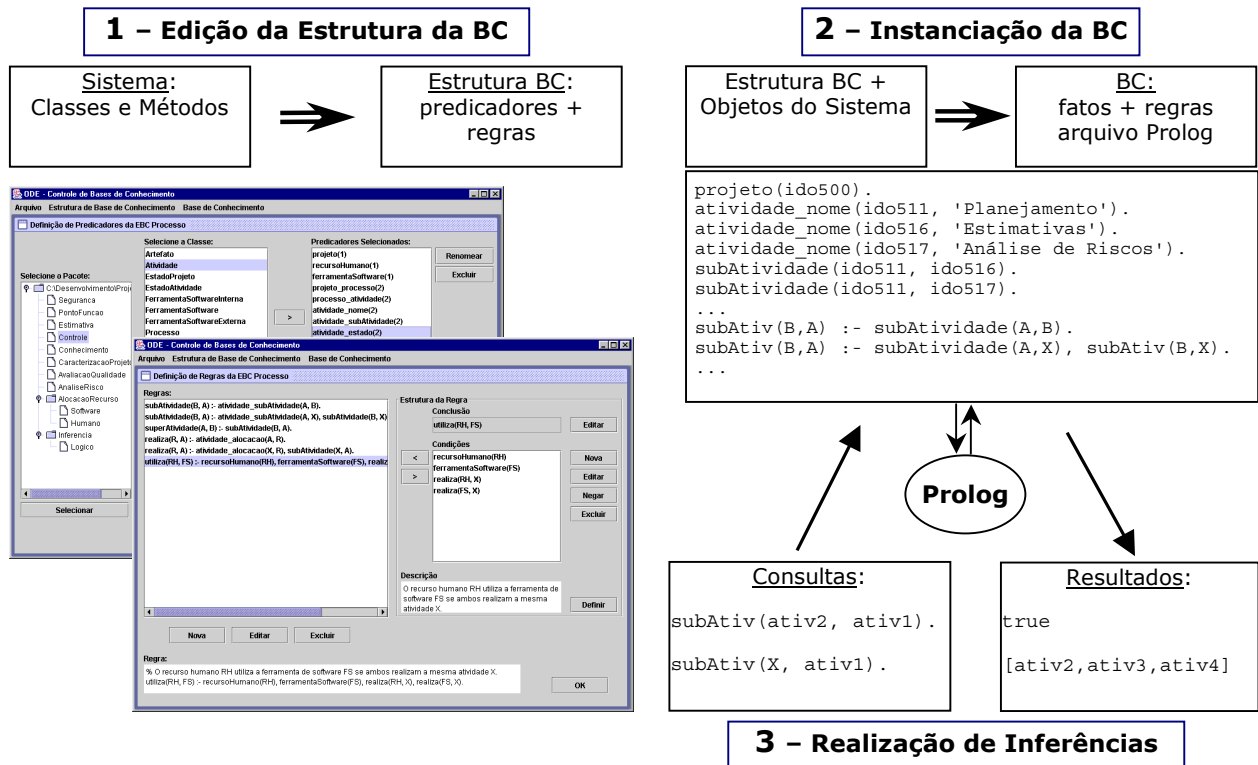 1 – Edição da Estrutura da BC
Sistema:
Classes e Métodos
Estrutura BC:
predicadores +
regras
ODE - Controle de Bases de Conhecimento
Arquivo Estrutura de Base de Conhecimento Base de Conhecimento
Definição de Predicadores da EBC Processo
Selecione o Pacote:
C:\Desenvolvimento\Proj
Seguranca
PontoFuncao
Estimativa
Controle
Conhecimento
CaracterizacaoProjeto
AvaliacaoQualidade
AnaliseRisco
AlocacaoRecurso
Software
Humano
Inferencia
Logico
Selecionar
Selecione a Classe:
Artefato
Atividade
EstadoProjeto
EstadoAtividade
FerramentaSoftwareInterna
FerramentaSoftware
FerramentaSoftwareExterna
Processo
>
Predicadores Selecionados:
projeto(1)
recursoHumano(1)
ferramentaSoftware(1)
projeto_processo(2)
processo_atividade(2)
atividade_nome(2)
atividade_subAtividade(2)
atividade_estado(2)
Renomear
Excluir
ODE - Controle de Bases de Conhecimento
Arquivo Estrutura de Base de Conhecimento Base de Conhecimento
Definição de Regras da EBC Processo
Regras:
subAtividade(B, A) :- atividade_subAtividade(A, B).
subAtividade(B, A) :- atividade_subAtividade(A, X), subAtividade(B, X)
superAtividade(A, B) :- subAtividade(B, A).
realiza(R, A) :- atividade_alocacao(A, R).
realiza(R, A) :- atividade_alocacao(X, R), subAtividade(X, A).
utiliza(RH, FS) :- recursoHumano(RH), ferramentaSoftware(FS), realiz
Estrutura da Regra
Conclusão
utiliza(RH, FS)
Editar
Condições
<
>
recursoHumano(RH)
ferramentaSoftware(FS)
realiza(RH, X)
realiza(FS, X)
Nova
Editar
Negar
Excluir
Descrição
O recurso humano RH utiliza a ferramenta de
software FS se ambos realizam a mesma
atividade X.
Definir
Nova Editar Excluir
Regra:
% O recurso humano RH utiliza a ferramenta de software FS se ambos realizam a mesma atividade X.
utiliza(RH, FS) :- recursoHumano(RH), ferramentaSoftware(FS), realiza(RH, X), realiza(FS, X).
OK
2 – Instanciação da BC
Estrutura BC +
Objetos do Sistema
BC:
fatos + regras
arquivo Prolog
projeto(ido500).
atividade_nome(ido511, 'Planejamento').
atividade_nome(ido516, 'Estimativas').
atividade_nome(ido517, 'Análise de Riscos').
subAtividade(ido511, ido516).
subAtividade(ido511, ido517).
...
subAtiv(B,A) :- subAtividade(A,B).
subAtiv(B,A) :- subAtividade(A,X), subAtiv(B,X).
...
Prolog
Consultas:
subAtiv(ativ2, ativ1).
subAtiv(X, ativ1).
Resultados:
true
[ativ2,ativ3,ativ4]
3 – Realização de Inferências